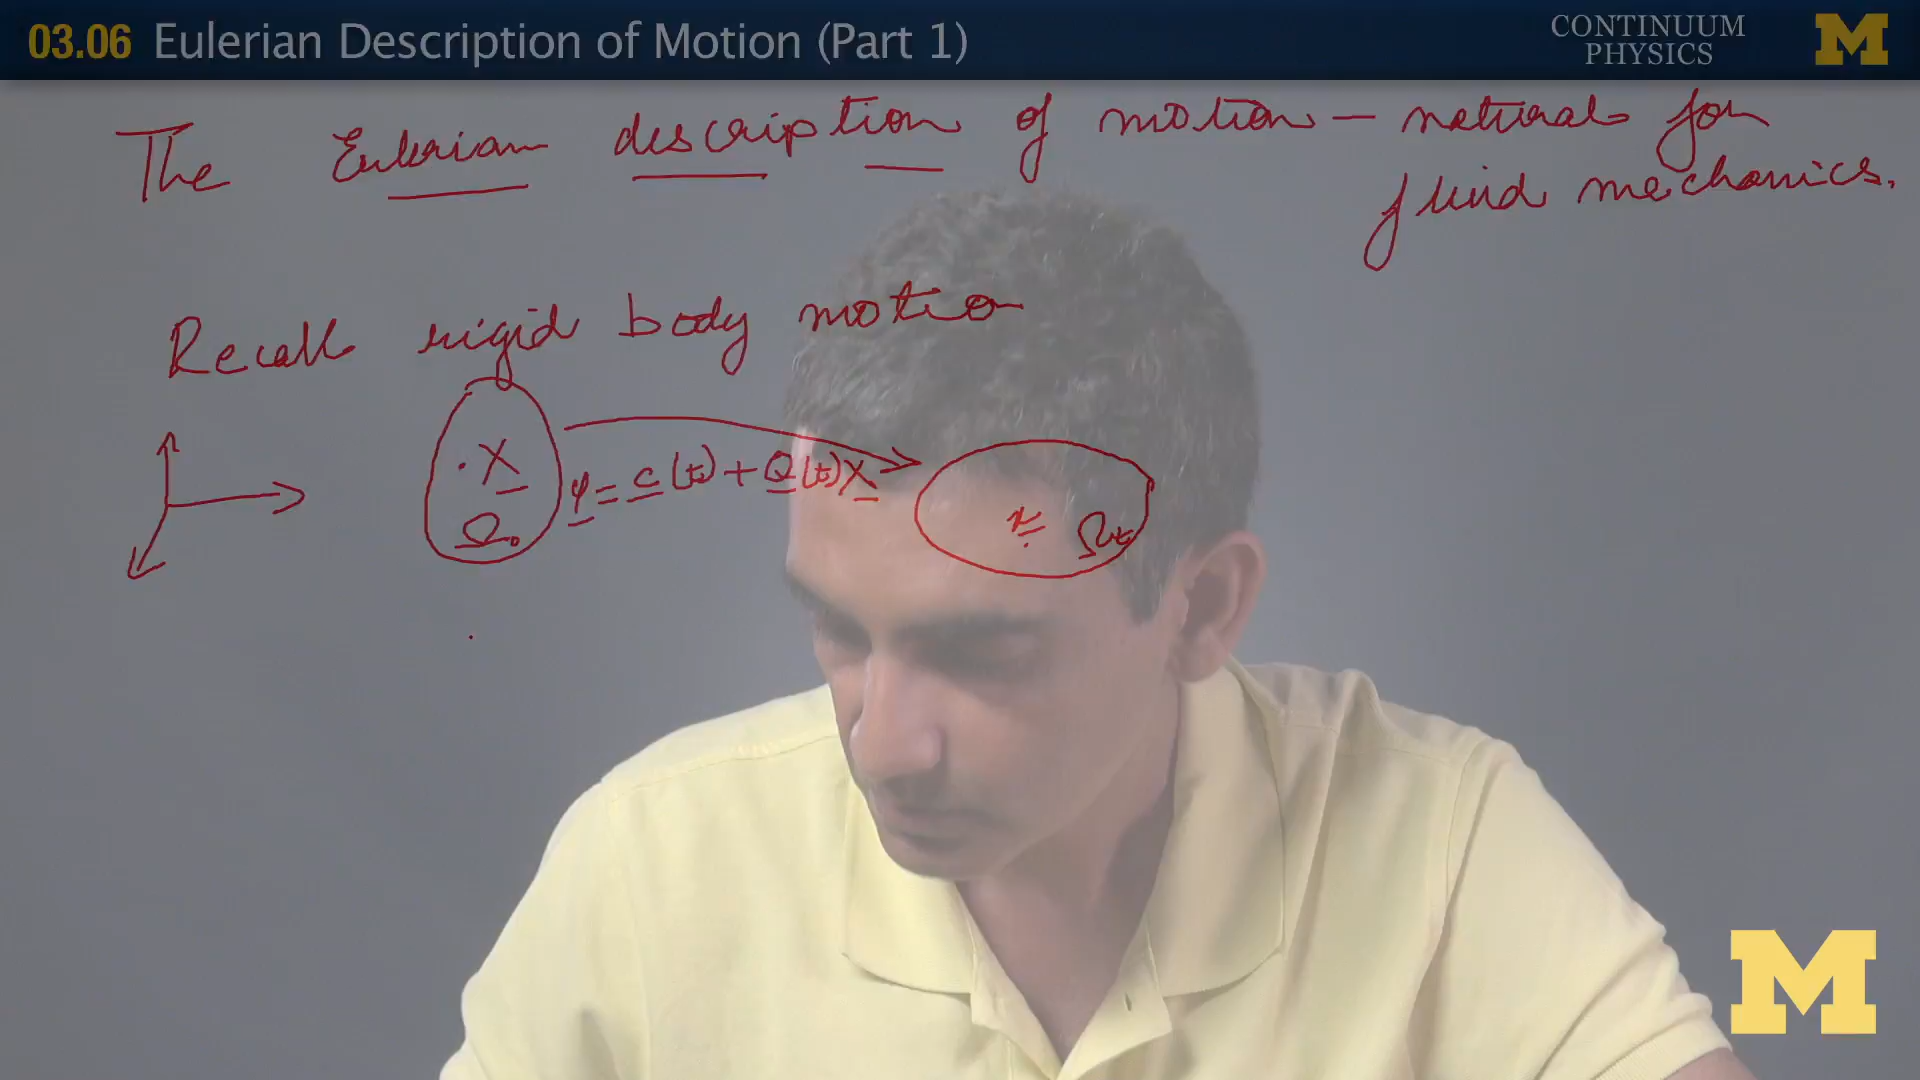 03.06 Eulerian Description of Motion (Part 1)
CONTINUUM
PHYSICS
M
The Eulerian description of motion – natural for
fluid mechanics.
Recall rigid body motion
X
φ = c(t) + Q(t)X
Ω₀
x Ωt
M